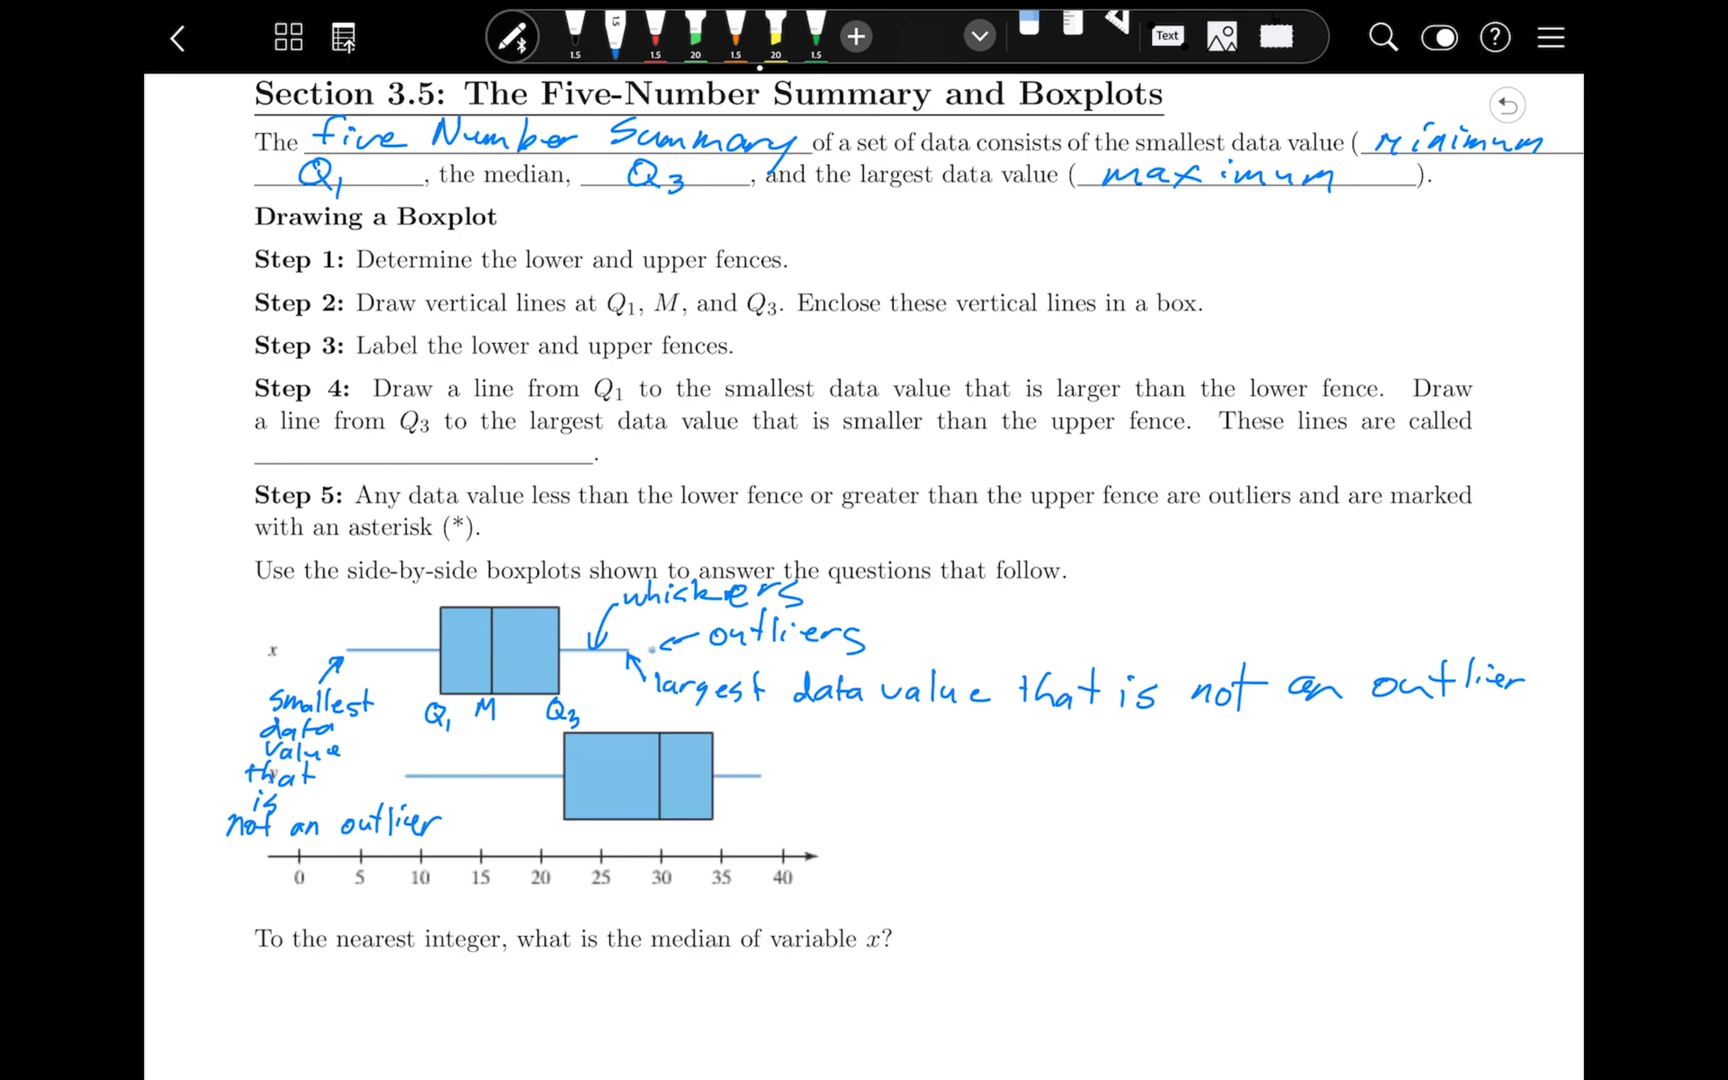 1.5 1.5 1.5 20 1.5 20 1.5 Text
Section 3.5: The Five-Number Summary and Boxplots
The five Number Summary of a set of data consists of the smallest data value ( Minimum
Q1 , the median, Q3 , and the largest data value ( maximum ).
Drawing a Boxplot
Step 1: Determine the lower and upper fences.
Step 2: Draw vertical lines at Q1, M, and Q3. Enclose these vertical lines in a box.
Step 3: Label the lower and upper fences.
Step 4: Draw a line from Q1 to the smallest data value that is larger than the lower fence. Draw
a line from Q3 to the largest data value that is smaller than the upper fence. These lines are called
.
Step 5: Any data value less than the lower fence or greater than the upper fence are outliers and are marked
with an asterisk (*).
Use the side-by-side boxplots shown to answer the questions that follow.
whiskers
outliers
x
largest data value that is not an outlier
smallest
data
value
that
is
not an outlier
Q1 M Q3
0 5 10 15 20 25 30 35 40
To the nearest integer, what is the median of variable x?